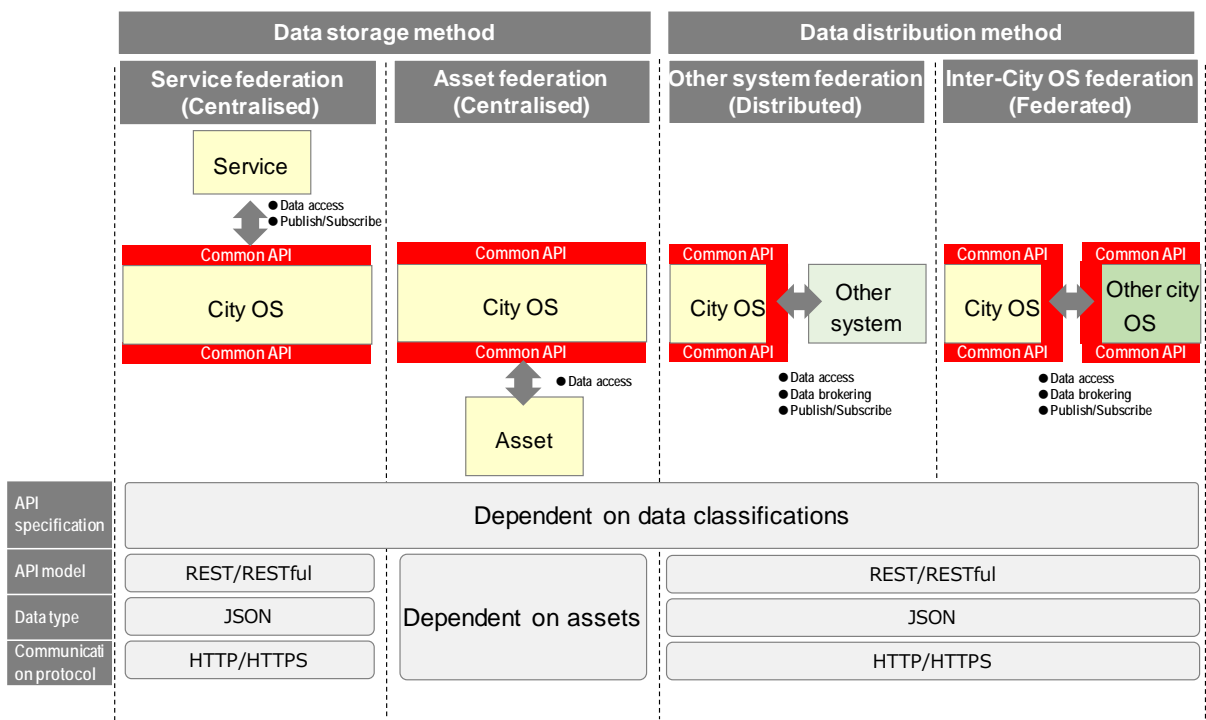 Data storage method
Data distribution method
Service federation
(Centralised)
Asset federation
(Centralised)
Other system federation
(Distributed)
Inter-City OS federation
(Federated)
Service
● Data access
● Publish/Subscribe
Common API
City OS
Common API
Common API
City OS
Common API
● Data access
Asset
Common API
City OS
Common API
Other
system
● Data access
● Data brokering
● Publish/Subscribe
Common API
City OS
Common API
Common API
Other city
OS
Common API
● Data access
● Data brokering
● Publish/Subscribe
API
specification
Dependent on data classifications
API model
REST/RESTful
Dependent on assets
REST/RESTful
Data type
JSON
JSON
Communicati
on protocol
HTTP/HTTPS
HTTP/HTTPS